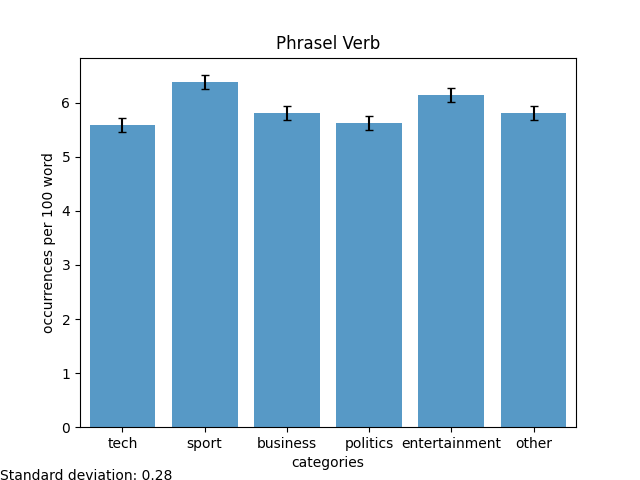 Phrasel Verb
occurrences per 100 word
6
5
4
3
2
1
0
tech sport business politics entertainment other
categories
Standard deviation: 0.28